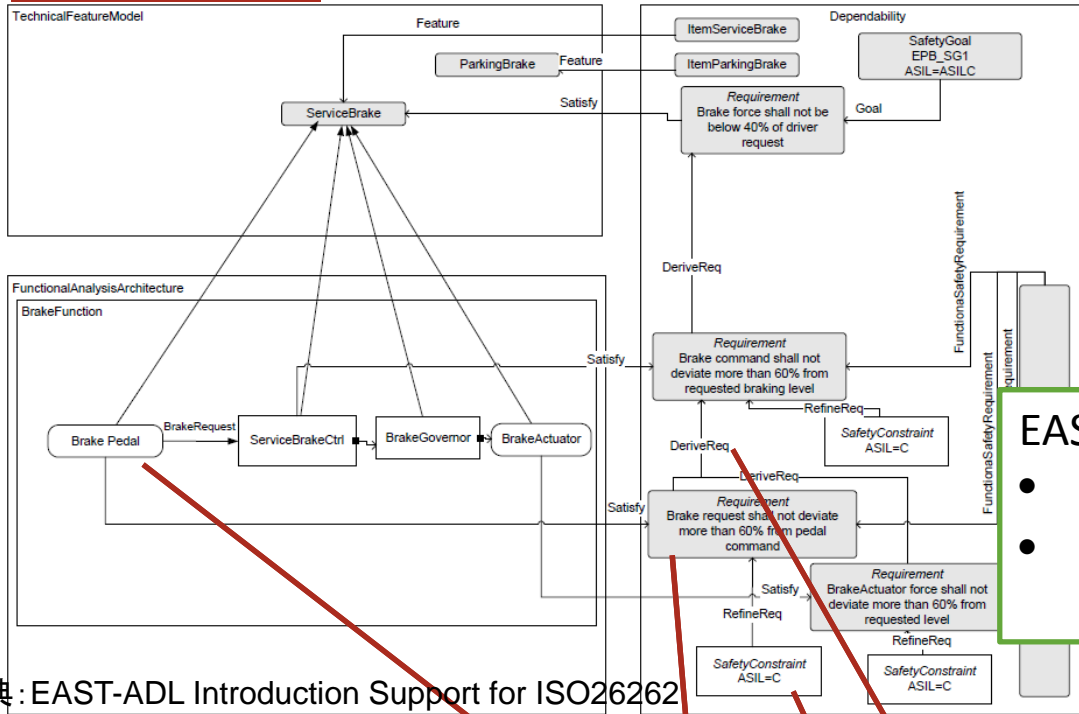 TechnicalFeatureModel
Feature
ParkingBrake
Feature
ServiceBrake
Satisfy
Dependability
ItemServiceBrake
ItemParkingBrake
SafetyGoal
EPB_SG1
ASIL=ASILC
Requirement
Brake force shall not be
below 40% of driver
request
Goal
DeriveReq
FunctionaSafetyRequirement
FunctionalAnalysisArchitecture
BrakeFunction
Satisfy
Requirement
Brake command shall not
deviate more than 60% from
requested braking level
FunctionaSafetyRequirement
quirement
Brake Pedal
BrakeRequest
ServiceBrakeCtrl
BrakeGovernor
BrakeActuator
RefineReq
SafetyConstraint
ASIL=C
DeriveReq
DeriveReq
EAS
•
•
Satisfy
Requirement
Brake request shall not deviate
more than 60% from pedal
command
Satisfy
Requirement
BrakeActuator force shall not
deviate more than 60% from
requested level
RefineReq
RefineReq
SafetyConstraint
ASIL=C
SafetyConstraint
ASIL=C
:EAST-ADL Introduction Support for ISO26262